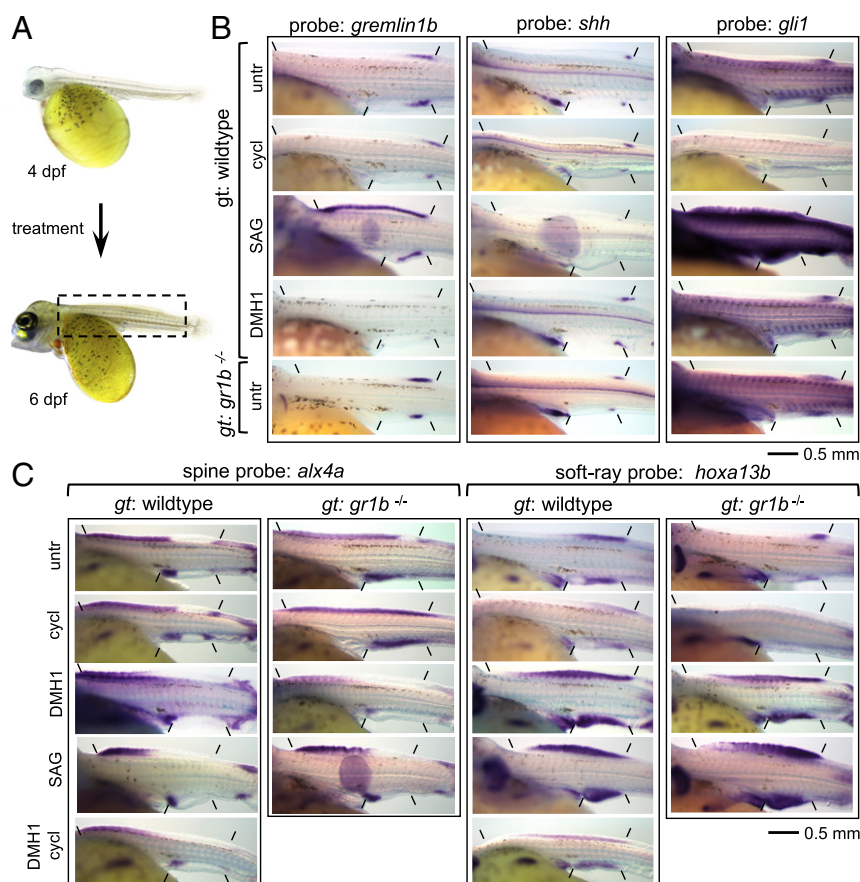 A
4 dpf
treatment
6 dpf
B
probe: gremlin1b
probe: shh
probe: gli1
gt: wildtype
untr
cycl
SAG
DMH1
gt: gr1b -/-
untr
0.5 mm
C
spine probe: alx4a
soft-ray probe: hoxa13b
gt: wildtype
gt: gr1b -/-
gt: wildtype
gt: gr1b -/-
untr
cycl
DMH1
SAG
DMH1
cycl
0.5 mm